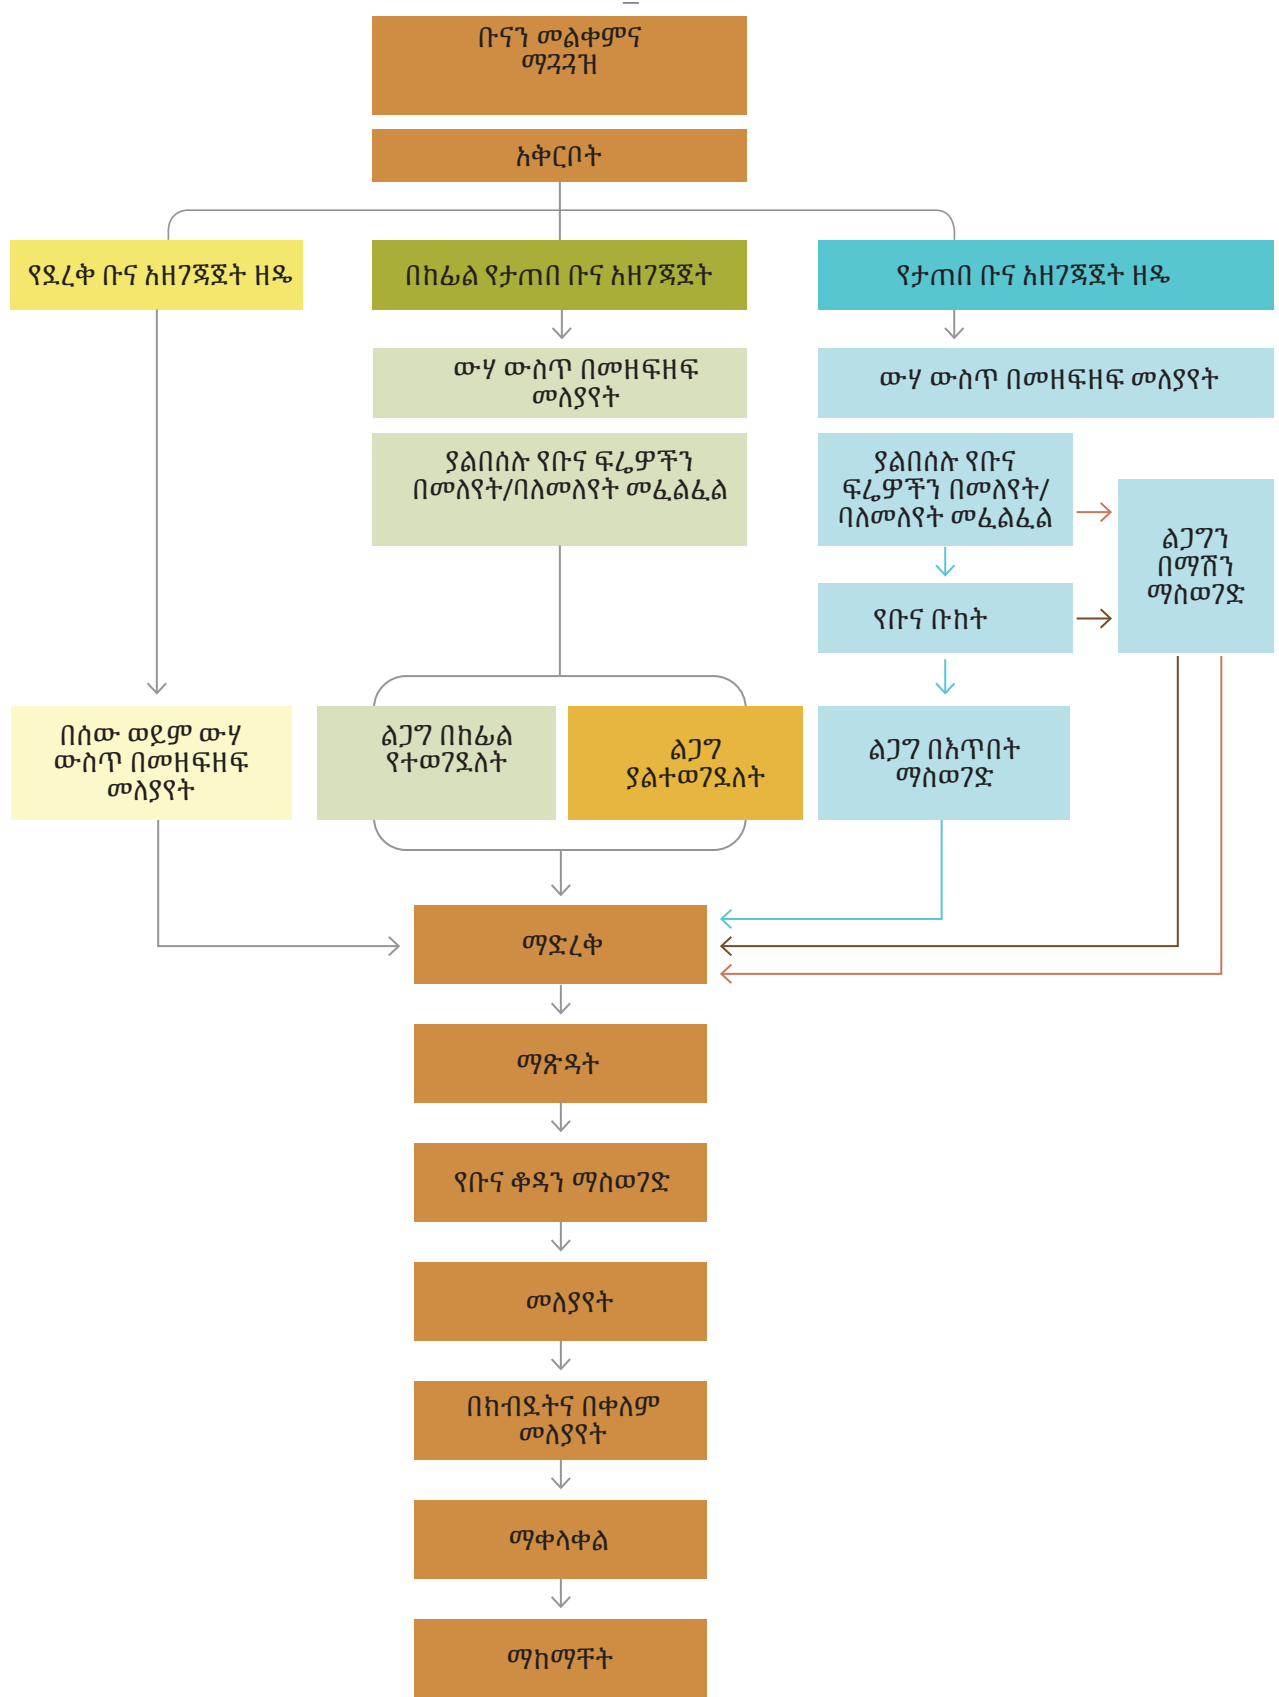 ቡናን መልቀምና
ማጓጓዝ
አቅርቦት
የደረቅ ቡና አዘገጃጀት ዘዴ
በከፊል የታጠበ ቡና አዘገጃጀት
የታጠበ ቡና አዘገጃጀት ዘዴ
ውሃ ውስጥ በመዘፍዘፍ
መለያየት
ውሃ ውስጥ በመዘፍዘፍ መለያየት
ያልበሰሉ የቡና ፍሬዎችን
በመለየት/ባለመለየት መፈልፈል
ያልበሰሉ የቡና
ፍሬዎችን በመለየት/
ባለመለየት መፈልፈል
ልጋግን
በማሽን
ማስወገድ
የቡና ቡከት
በሰው ወይም ውሃ
ውስጥ በመዘፍዘፍ
መለያየት
ልጋግ በከፊል
የተወገደለት
ልጋግ
ያልተወገደለት
ልጋግ በእጥበት
ማስወገድ
ማድረቅ
ማጽዳት
የቡና ቆዳን ማስወገድ
መለያየት
በክብደትና በቀለም
መለያየት
ማቀላቀል
ማከማቸት